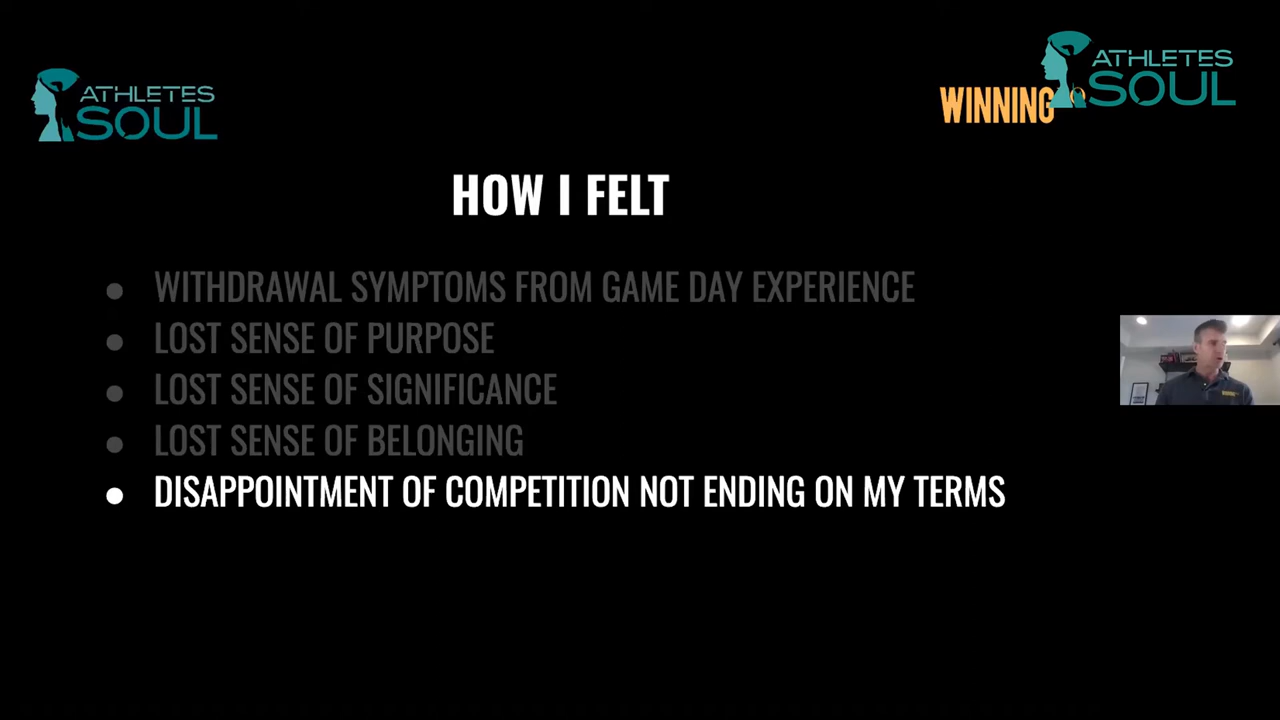 ATHLETES
SOUL
WINNING
ATHLETES
SOUL
HOW I FELT
● WITHDRAWAL SYMPTOMS FROM GAME DAY EXPERIENCE
● LOST SENSE OF PURPOSE
● LOST SENSE OF SIGNIFICANCE
● LOST SENSE OF BELONGING
● DISAPPOINTMENT OF COMPETITION NOT ENDING ON MY TERMS